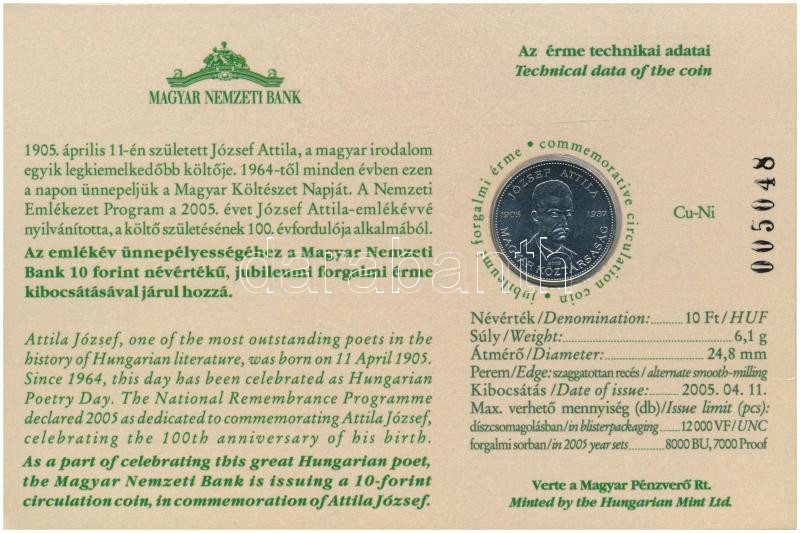 MAGYAR NEMZETI BANK
1905. április 11-én született József Attila, a magyar irodalom
egyik legkiemelkedőbb költője. 1964-től minden évben ezen
a napon ünnepeljük a Magyar Költészet Napját. A Nemzeti
Emlékezet Program a 2005. évet József Attila-emlékévvé
nyilvánította, a költő születésének 100. évfordulója alkalmából.
Az emlékév ünnepélyességéhez a Magyar Nemzeti
Bank 10 forint névértékű, jubileumi forgalmi érme
kibocsátásával járul hozzá.
Attila József, one of the most outstanding poets in the
history of Hungarian literature, was born on 11 April 1905.
Since 1964, this day has been celebrated as Hungarian
Poetry Day. The National Remembrance Programme
declared 2005 as dedicated to commemorating Attila József,
celebrating the 100th anniversary of his birth.
As a part of celebrating this great Hungarian poet,
the Magyar Nemzeti Bank is issuing a 10-forint
circulation coin, in commemoration of Attila József.
Az érme technikai adatai
Technical data of the coin
jubileumi forgalmi érme • commemorative circulation coin •
JÓZSEF ATTILA
1905 1937
MAGYAR KÖZTÁRSASÁG
Cu-Ni
005048
darabanth
Névérték/Denomination:..........10 Ft/HUF
Súly/Weight:..........6,1 g
Átmérő/Diameter:..........24,8 mm
Perem/Edge: szaggatottan recés/alternate smooth-milling
Kibocsátás/Date of issue:..........2005. 04. 11.
Max. verhető mennyiség (db)/Issue limit (pcs):
díszcsomagolásban/in blisterpackaging..........12 000 VF/UNC
forgalmi sorban/in 2005 year sets..........8000 BU, 7000 Proof
Verte a Magyar Pénzverő Rt.
Minted by the Hungarian Mint Ltd.